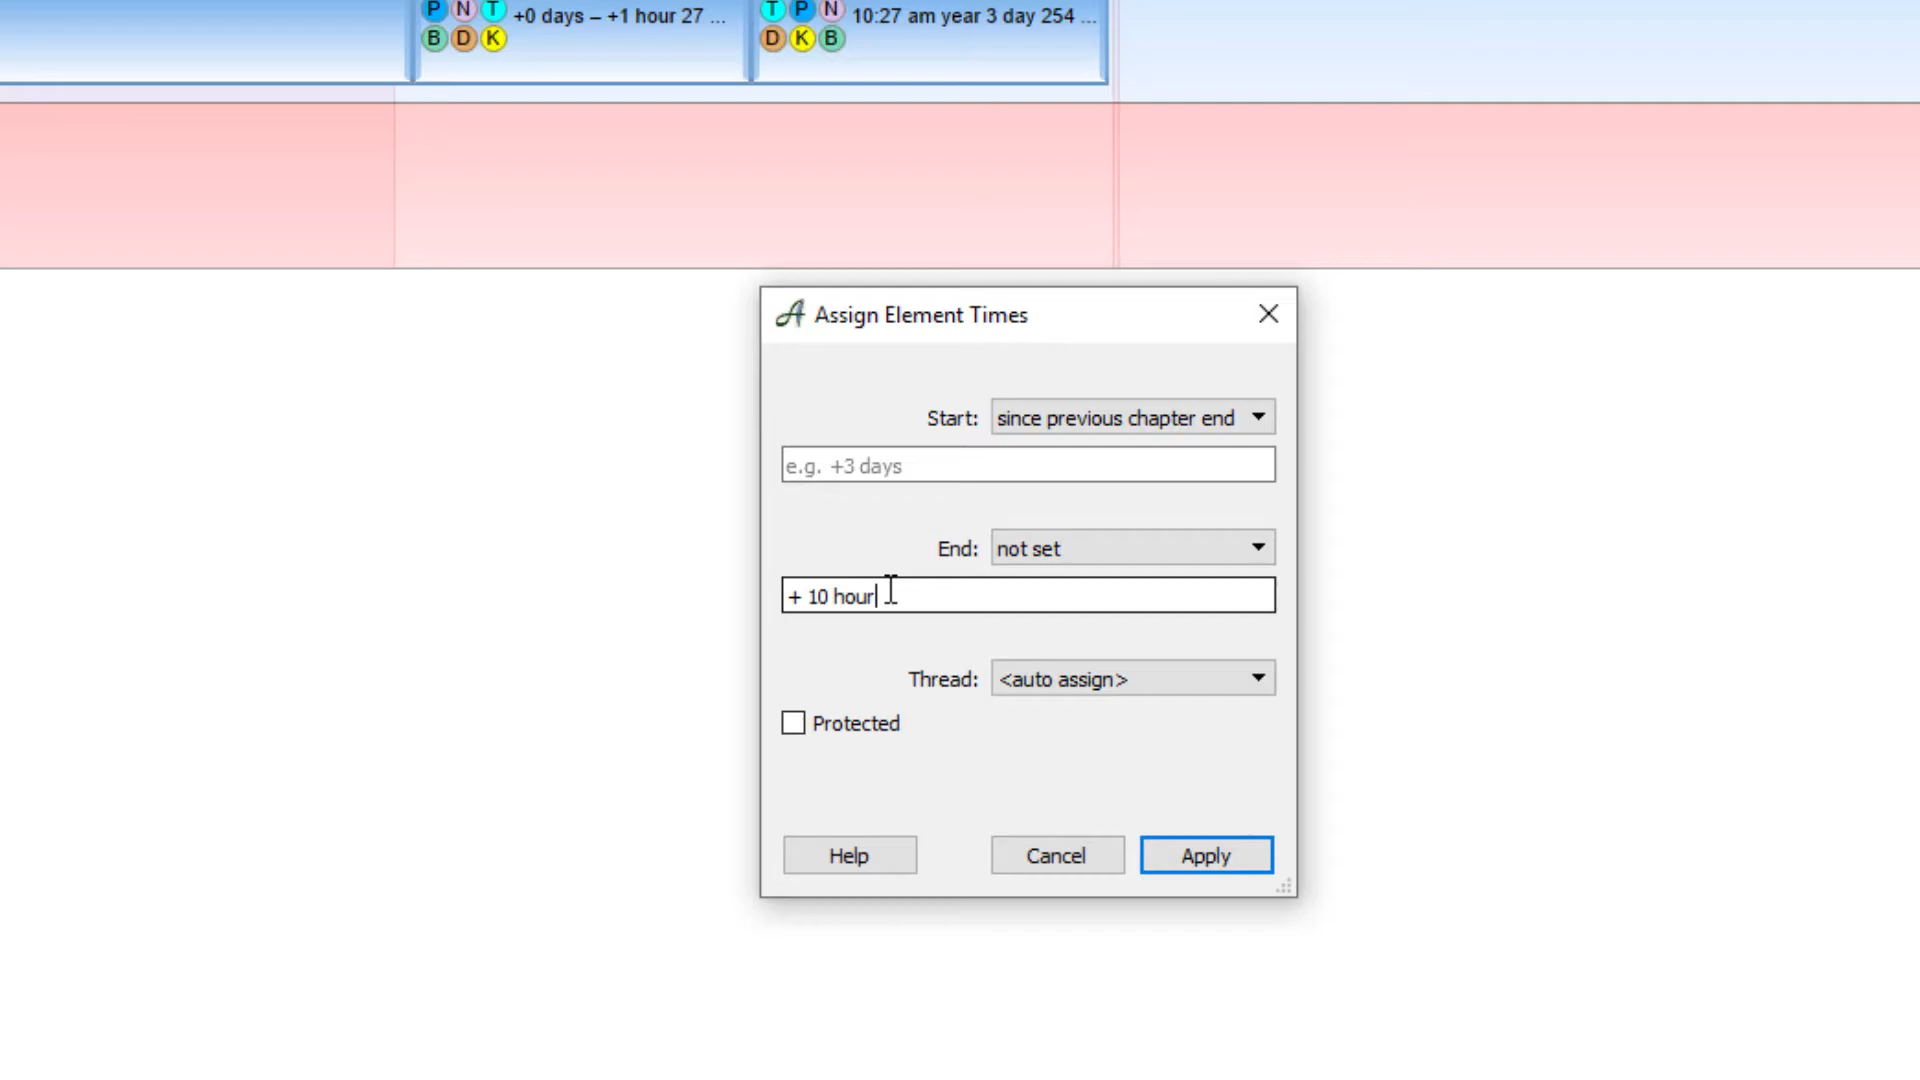 P N T +0 days – +1 hour 27 ...
B D K
T P N 10:27 am year 3 day 254 ...
D K B
Assign Element Times
Start: since previous chapter end
e.g. +3 days
End: not set
+ 10 hour
Thread: <auto assign>
Protected
Help Cancel Apply